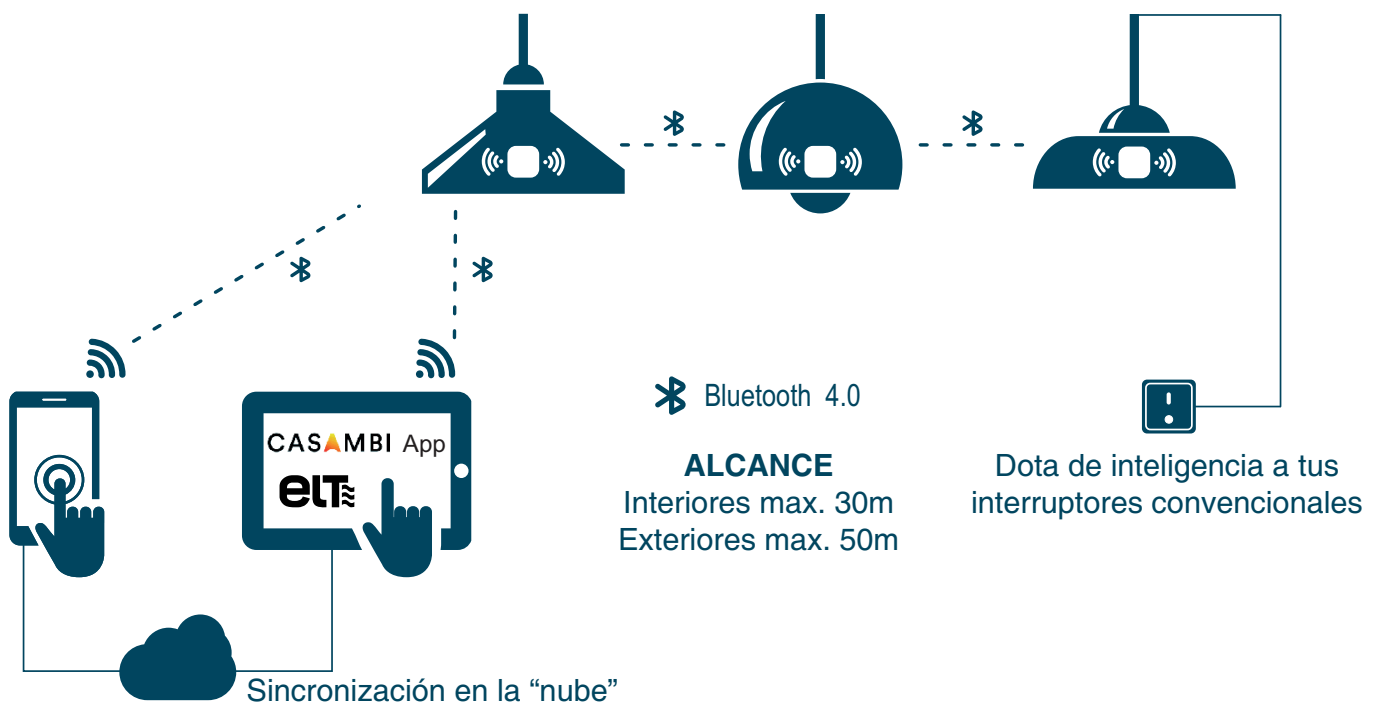 CASAMBI App
eLT
Bluetooth 4.0
ALCANCE
Interiores max. 30m
Exteriores max. 50m
Dota de inteligencia a tus
interruptores convencionales
Sincronización en la “nube”